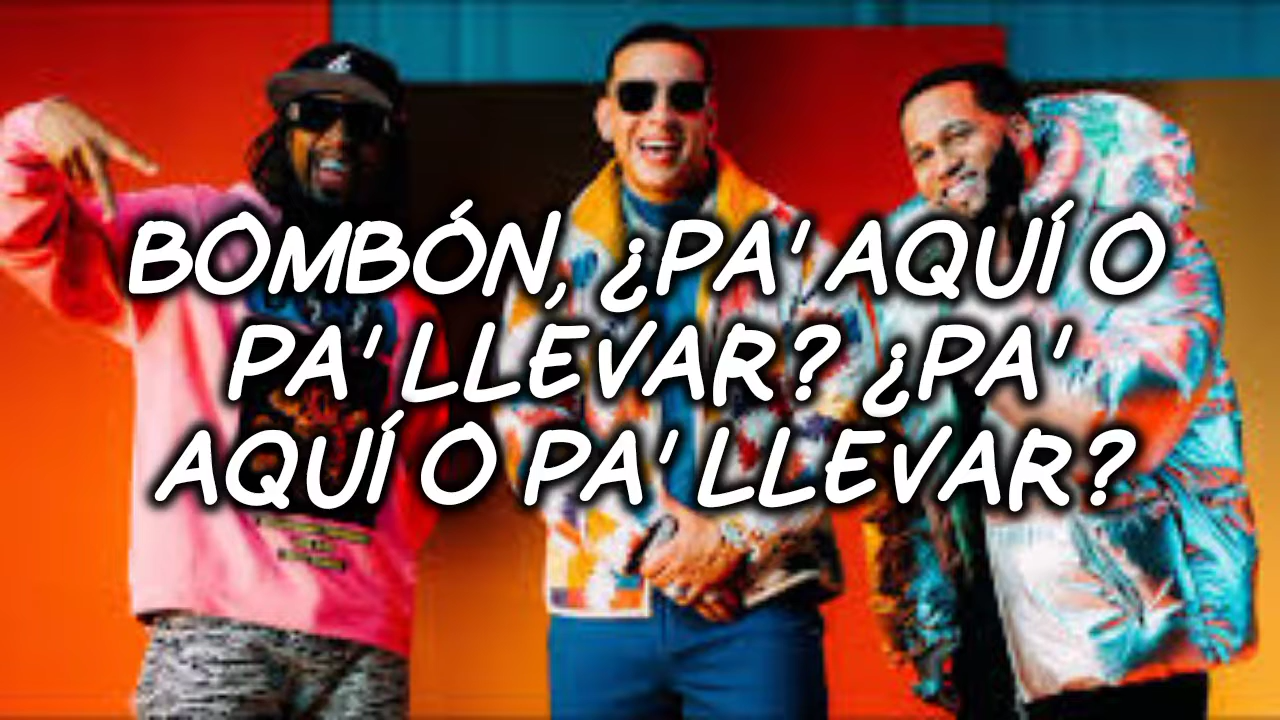 BOMBÓN, ¿PA' AQUÍ O
PA' LLEVAR? ¿PA'
AQUÍ O PA' LLEVAR?